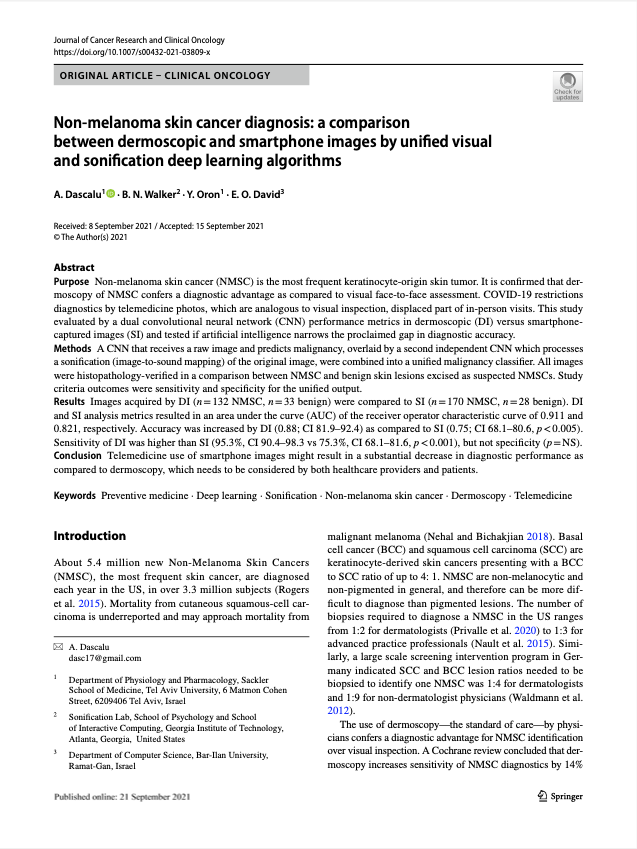 Journal of Cancer Research and Clinical Oncology
https://doi.org/10.1007/s00432-021-03809-x
ORIGINAL ARTICLE – CLINICAL ONCOLOGY
Check for
updates
Non-melanoma skin cancer diagnosis: a comparison
between dermoscopic and smartphone images by unified visual
and sonification deep learning algorithms
A. Dascalu1 · B. N. Walker2 · Y. Oron1 · E. O. David3
Received: 8 September 2021 / Accepted: 15 September 2021
© The Author(s) 2021
Abstract
Purpose Non-melanoma skin cancer (NMSC) is the most frequent keratinocyte-origin skin tumor. It is confirmed that der-
moscopy of NMSC confers a diagnostic advantage as compared to visual face-to-face assessment. COVID-19 restrictions
diagnostics by telemedicine photos, which are analogous to visual inspection, displaced part of in-person visits. This study
evaluated by a dual convolutional neural network (CNN) performance metrics in dermoscopic (DI) versus smartphone-
captured images (SI) and tested if artificial intelligence narrows the proclaimed gap in diagnostic accuracy.
Methods A CNN that receives a raw image and predicts malignancy, overlaid by a second independent CNN which processes
a sonification (image-to-sound mapping) of the original image, were combined into a unified malignancy classifier. All images
were histopathology-verified in a comparison between NMSC and benign skin lesions excised as suspected NMSCs. Study
criteria outcomes were sensitivity and specificity for the unified output.
Results Images acquired by DI (n = 132 NMSC, n = 33 benign) were compared to SI (n = 170 NMSC, n = 28 benign). DI
and SI analysis metrics resulted in an area under the curve (AUC) of the receiver operator characteristic curve of 0.911 and
0.821, respectively. Accuracy was increased by DI (0.88; CI 81.9–92.4) as compared to SI (0.75; CI 68.1–80.6, p < 0.005).
Sensitivity of DI was higher than SI (95.3%, CI 90.4–98.3 vs 75.3%, CI 68.1–81.6, p < 0.001), but not specificity (p = NS).
Conclusion Telemedicine use of smartphone images might result in a substantial decrease in diagnostic performance as
compared to dermoscopy, which needs to be considered by both healthcare providers and patients.
Keywords Preventive medicine · Deep learning · Sonification · Non-melanoma skin cancer · Dermoscopy · Telemedicine
Introduction
About 5.4 million new Non-Melanoma Skin Cancers
(NMSC), the most frequent skin cancer, are diagnosed
each year in the US, in over 3.3 million subjects (Rogers
et al. 2015). Mortality from cutaneous squamous-cell car-
cinoma is underreported and may approach mortality from
A. Dascalu
dasc17@gmail.com
1 Department of Physiology and Pharmacology, Sackler
School of Medicine, Tel Aviv University, 6 Matmon Cohen
Street, 6209406 Tel Aviv, Israel
2 Sonification Lab, School of Psychology and School
of Interactive Computing, Georgia Institute of Technology,
Atlanta, Georgia, United States
3 Department of Computer Science, Bar-Ilan University,
Ramat-Gan, Israel
malignant melanoma (Nehal and Bichakjian 2018). Basal
cell cancer (BCC) and squamous cell carcinoma (SCC) are
keratinocyte-derived skin cancers presenting with a BCC
to SCC ratio of up to 4: 1. NMSC are non-melanocytic and
non-pigmented in general, and therefore can be more dif-
ficult to diagnose than pigmented lesions. The number of
biopsies required to diagnose a NMSC in the US ranges
from 1:2 for dermatologists (Privalle et al. 2020) to 1:3 for
advanced practice professionals (Nault et al. 2015). Simi-
larly, a large scale screening intervention program in Ger-
many indicated SCC and BCC lesion ratios needed to be
biopsied to identify one NMSC was 1:4 for dermatologists
and 1:9 for non-dermatologist physicians (Waldmann et al.
2012).
The use of dermoscopy—the standard of care—by physi-
cians confers a diagnostic advantage for NMSC identification
over visual inspection. A Cochrane review concluded that der-
moscopy increases sensitivity of NMSC diagnostics by 14%
Published online: 21 September 2021
Springer